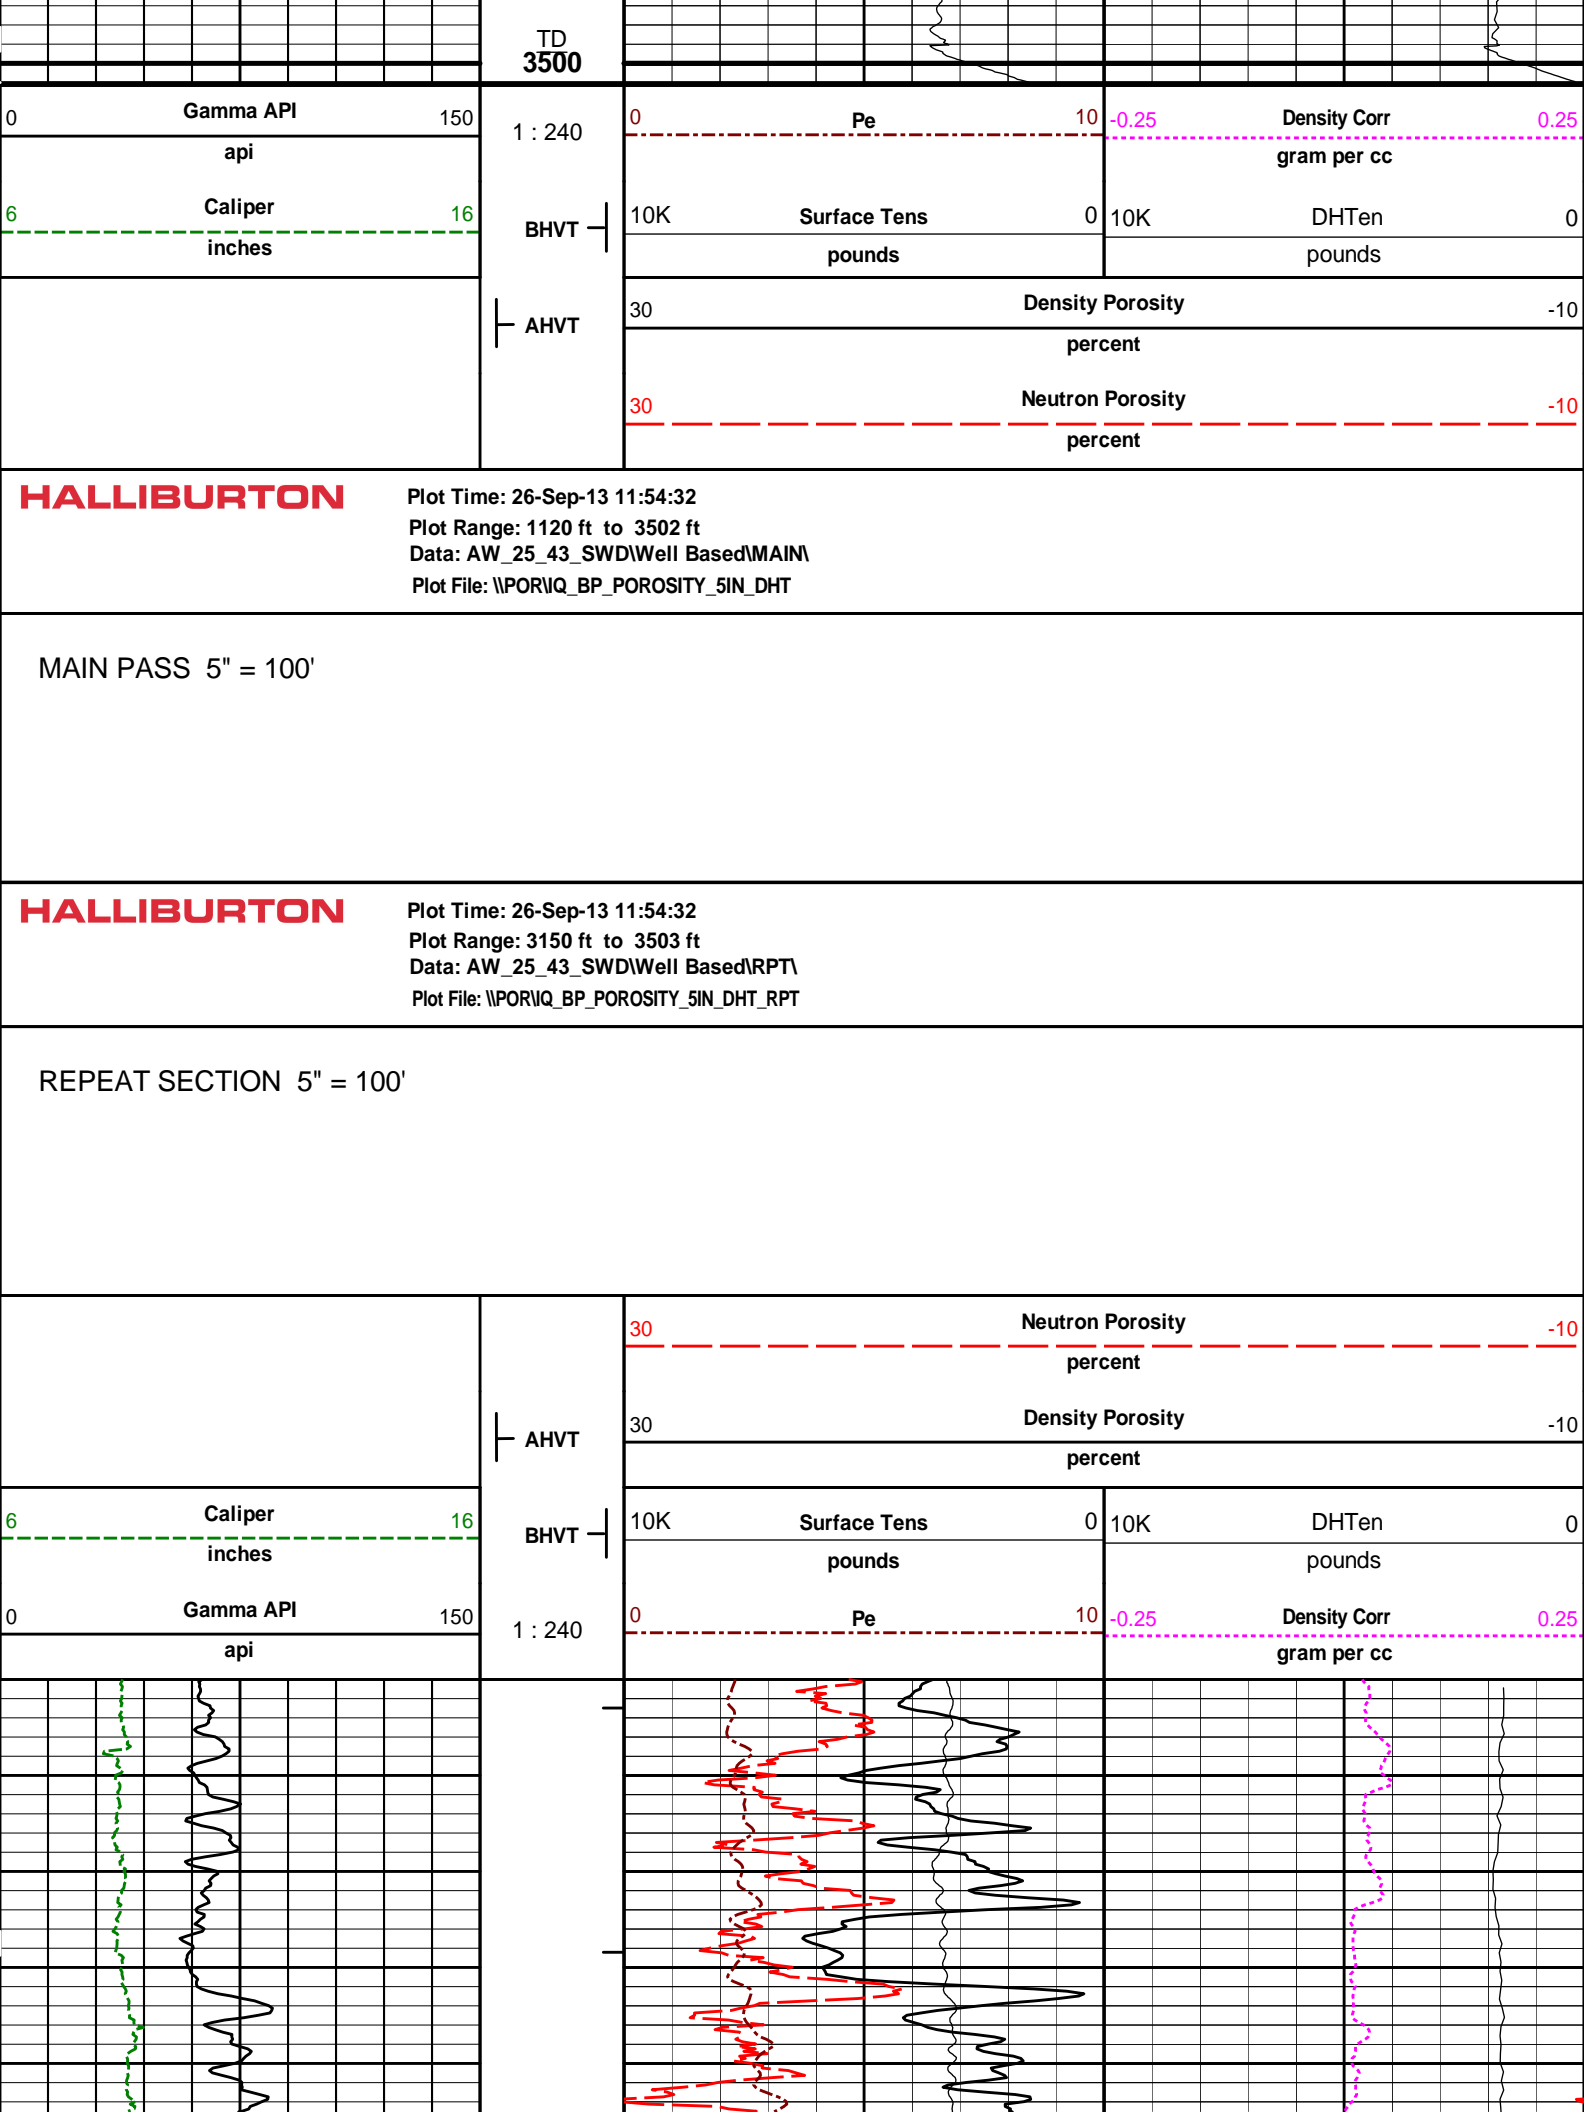 TD
3500
0 Gamma API 150
api
6 Caliper 16
inches
1 : 240
BHVT
AHVT
0 Pe 10
-0.25 Density Corr 0.25
gram per cc
10K Surface Tens 0
pounds
10K DHTen 0
pounds
30 Density Porosity -10
percent
30 Neutron Porosity -10
percent
HALLIBURTON
Plot Time: 26-Sep-13 11:54:32
Plot Range: 1120 ft to 3502 ft
Data: AW_25_43_SWD\Well Based\MAIN\
Plot File: \\POR\IQ_BP_POROSITY_5IN_DHT
MAIN PASS 5" = 100'
HALLIBURTON
Plot Time: 26-Sep-13 11:54:32
Plot Range: 3150 ft to 3503 ft
Data: AW_25_43_SWD\Well Based\RPT\
Plot File: \\POR\IQ_BP_POROSITY_5IN_DHT_RPT
REPEAT SECTION 5" = 100'
30 Neutron Porosity -10
percent
30 Density Porosity -10
percent
AHVT
BHVT
1 : 240
6 Caliper 16
inches
0 Gamma API 150
api
10K Surface Tens 0
pounds
10K DHTen 0
pounds
0 Pe 10
-0.25 Density Corr 0.25
gram per cc